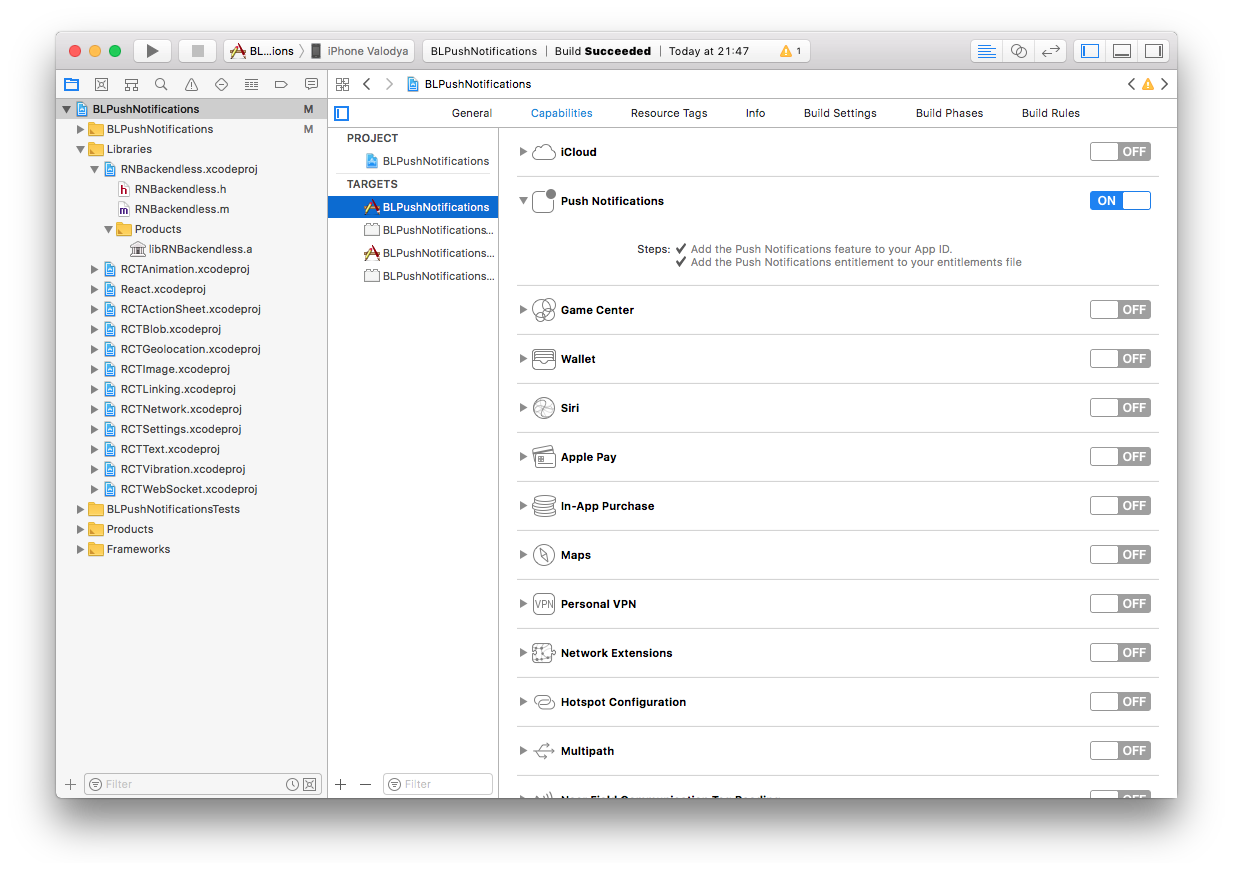 BL...ions
iPhone Valodya
BLPushNotifications | Build Succeeded | Today at 21:47
1
BLPushNotifications
BLPushNotifications M
BLPushNotifications M
Libraries
RNBackendless.xcodeproj
h RNBackendless.h
m RNBackendless.m
Products
libRNBackendless.a
RCTAnimation.xcodeproj
React.xcodeproj
RCTActionSheet.xcodeproj
RCTBlob.xcodeproj
RCTGeolocation.xcodeproj
RCTImage.xcodeproj
RCTLinking.xcodeproj
RCTNetwork.xcodeproj
RCTSettings.xcodeproj
RCTText.xcodeproj
RCTVibration.xcodeproj
RCTWebSocket.xcodeproj
BLPushNotificationsTests
Products
Frameworks
Filter
PROJECT
BLPushNotifications
TARGETS
BLPushNotifications
BLPushNotifications...
BLPushNotifications...
BLPushNotifications...
Filter
General Capabilities Resource Tags Info Build Settings Build Phases Build Rules
iCloud OFF
Push Notifications ON
Steps: ✔ Add the Push Notifications feature to your App ID.
✔ Add the Push Notifications entitlement to your entitlements file
Game Center OFF
Wallet OFF
Siri OFF
Apple Pay OFF
In-App Purchase OFF
Maps OFF
VPN Personal VPN OFF
Network Extensions OFF
Hotspot Configuration OFF
Multipath OFF
Near Field Communication Tag Reading OFF